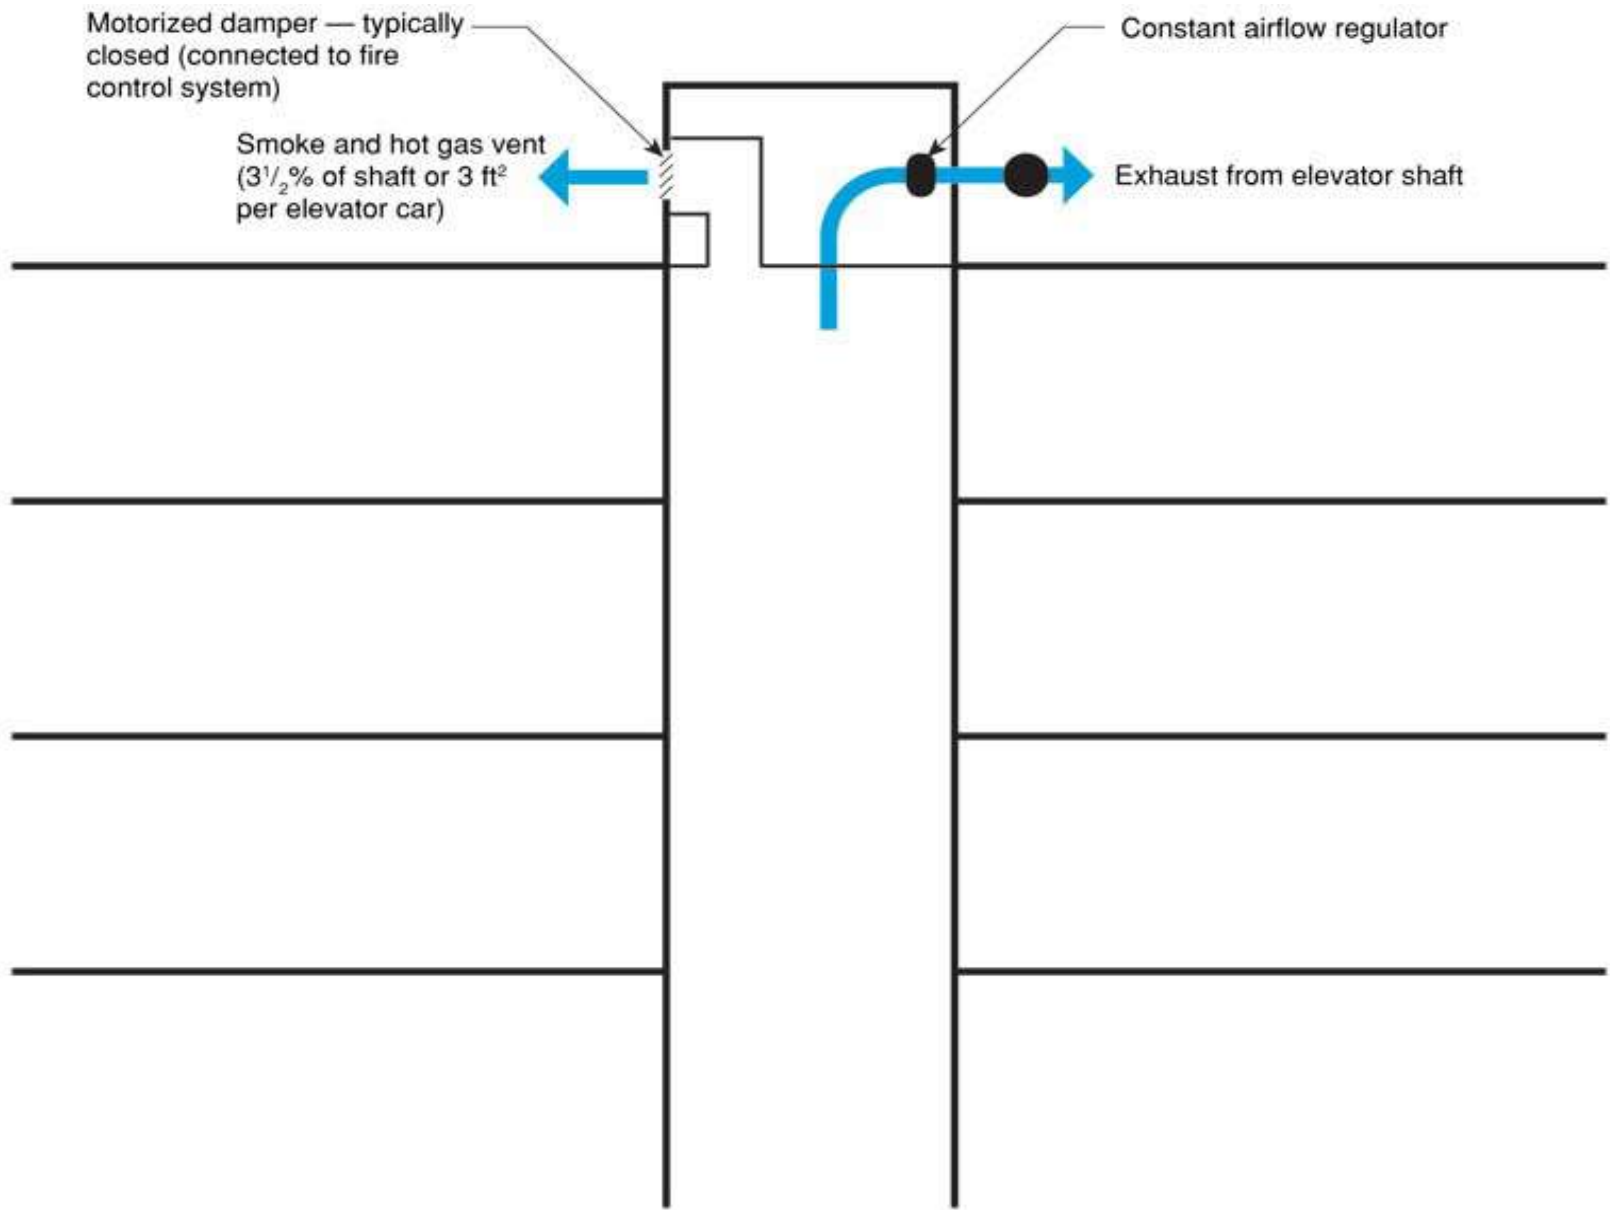 Motorized damper — typically
closed (connected to fire
control system)
Constant airflow regulator
Smoke and hot gas vent
(3¹/₂% of shaft or 3 ft²
per elevator car)
Exhaust from elevator shaft